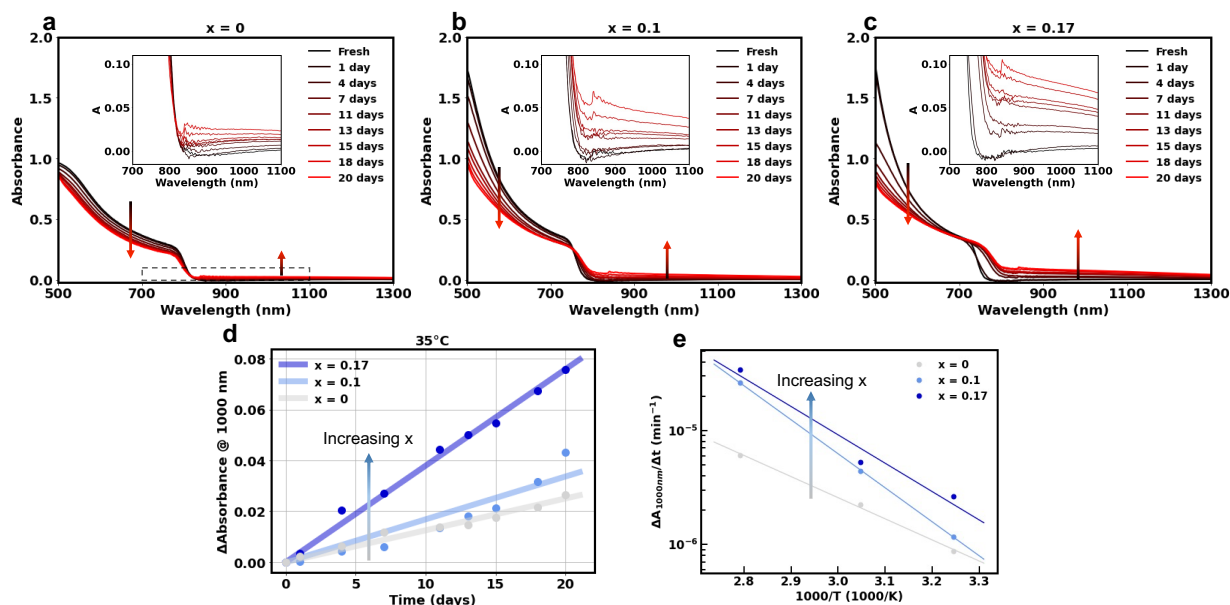 a
x = 0
Absorbance
2.0
1.5
1.0
0.5
0.0
500 700 900 1100 1300
Wavelength (nm)
Fresh
1 day
4 days
7 days
11 days
13 days
15 days
18 days
20 days
A
0.10
0.05
0.00
700 800 900 1000 1100
Wavelength (nm)
b
x = 0.1
Absorbance
2.0
1.5
1.0
0.5
0.0
500 700 900 1100 1300
Wavelength (nm)
Fresh
1 day
4 days
7 days
11 days
13 days
15 days
18 days
20 days
A
0.10
0.05
0.00
700 800 900 1000 1100
Wavelength (nm)
c
x = 0.17
Absorbance
2.0
1.5
1.0
0.5
0.0
500 700 900 1100 1300
Wavelength (nm)
Fresh
1 day
4 days
7 days
11 days
13 days
15 days
18 days
20 days
A
0.10
0.05
0.00
700 800 900 1000 1100
Wavelength (nm)
d
35°C
ΔAbsorbance @ 1000 nm
0.08
0.06
0.04
0.02
0.00
0 5 10 15 20
Time (days)
x = 0.17
x = 0.1
x = 0
Increasing x
e
ΔA1000nm/Δt (min⁻¹)
10⁻⁵
10⁻⁶
2.8 2.9 3.0 3.1 3.2 3.3
1000/T (1000/K)
x = 0
x = 0.1
x = 0.17
Increasing x